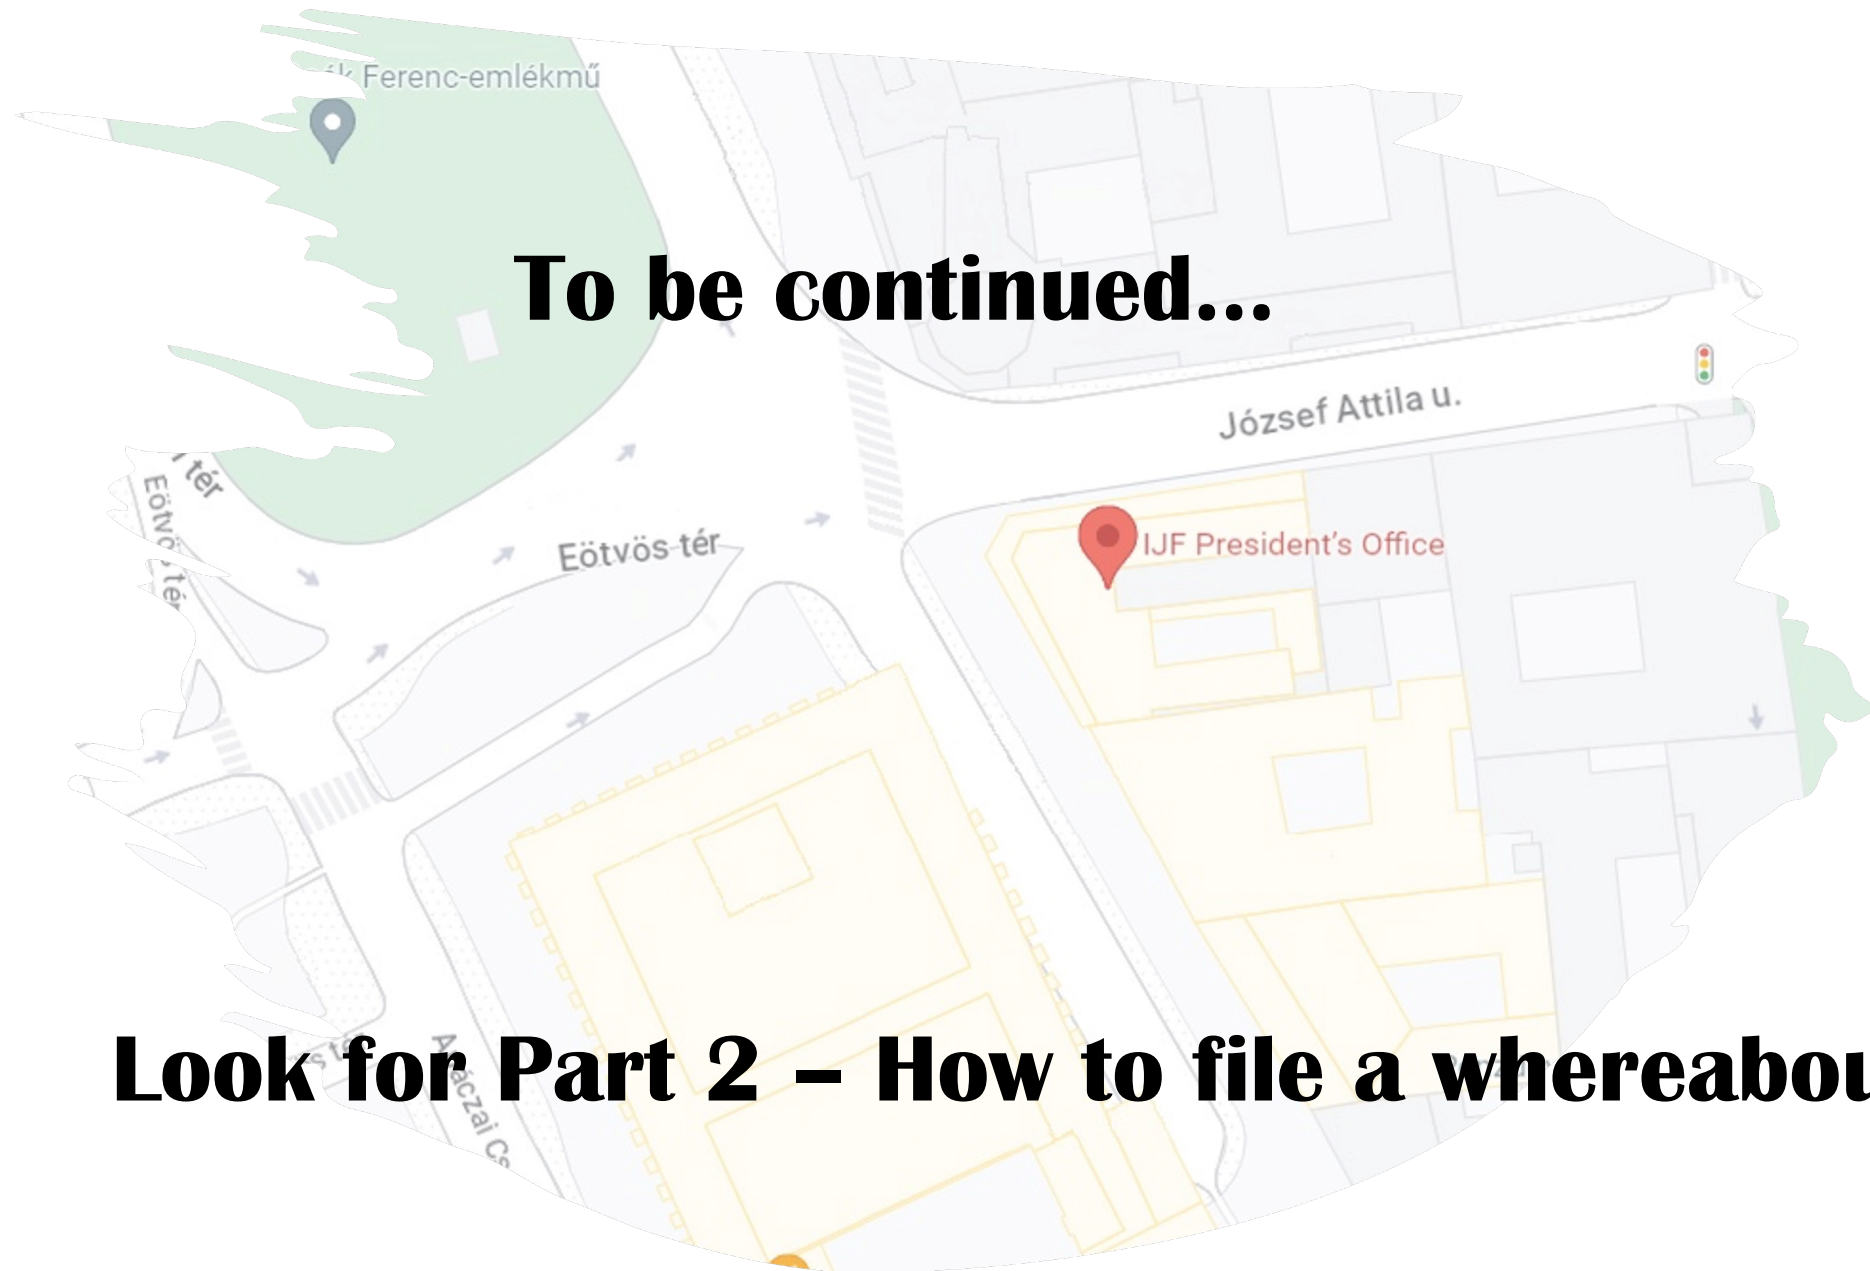 Ferenc-emlékmű
To be continued...
József Attila u.
tér
Eötvös tér
IJF President's Office
Look for Part 2 – How to file a whereabou